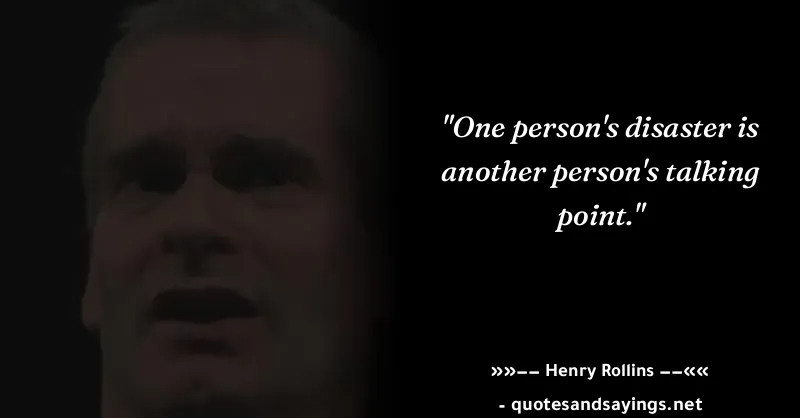 "One person's disaster is
another person's talking
point."
»»−− Henry Rollins −−««
- quotesandsayings.net